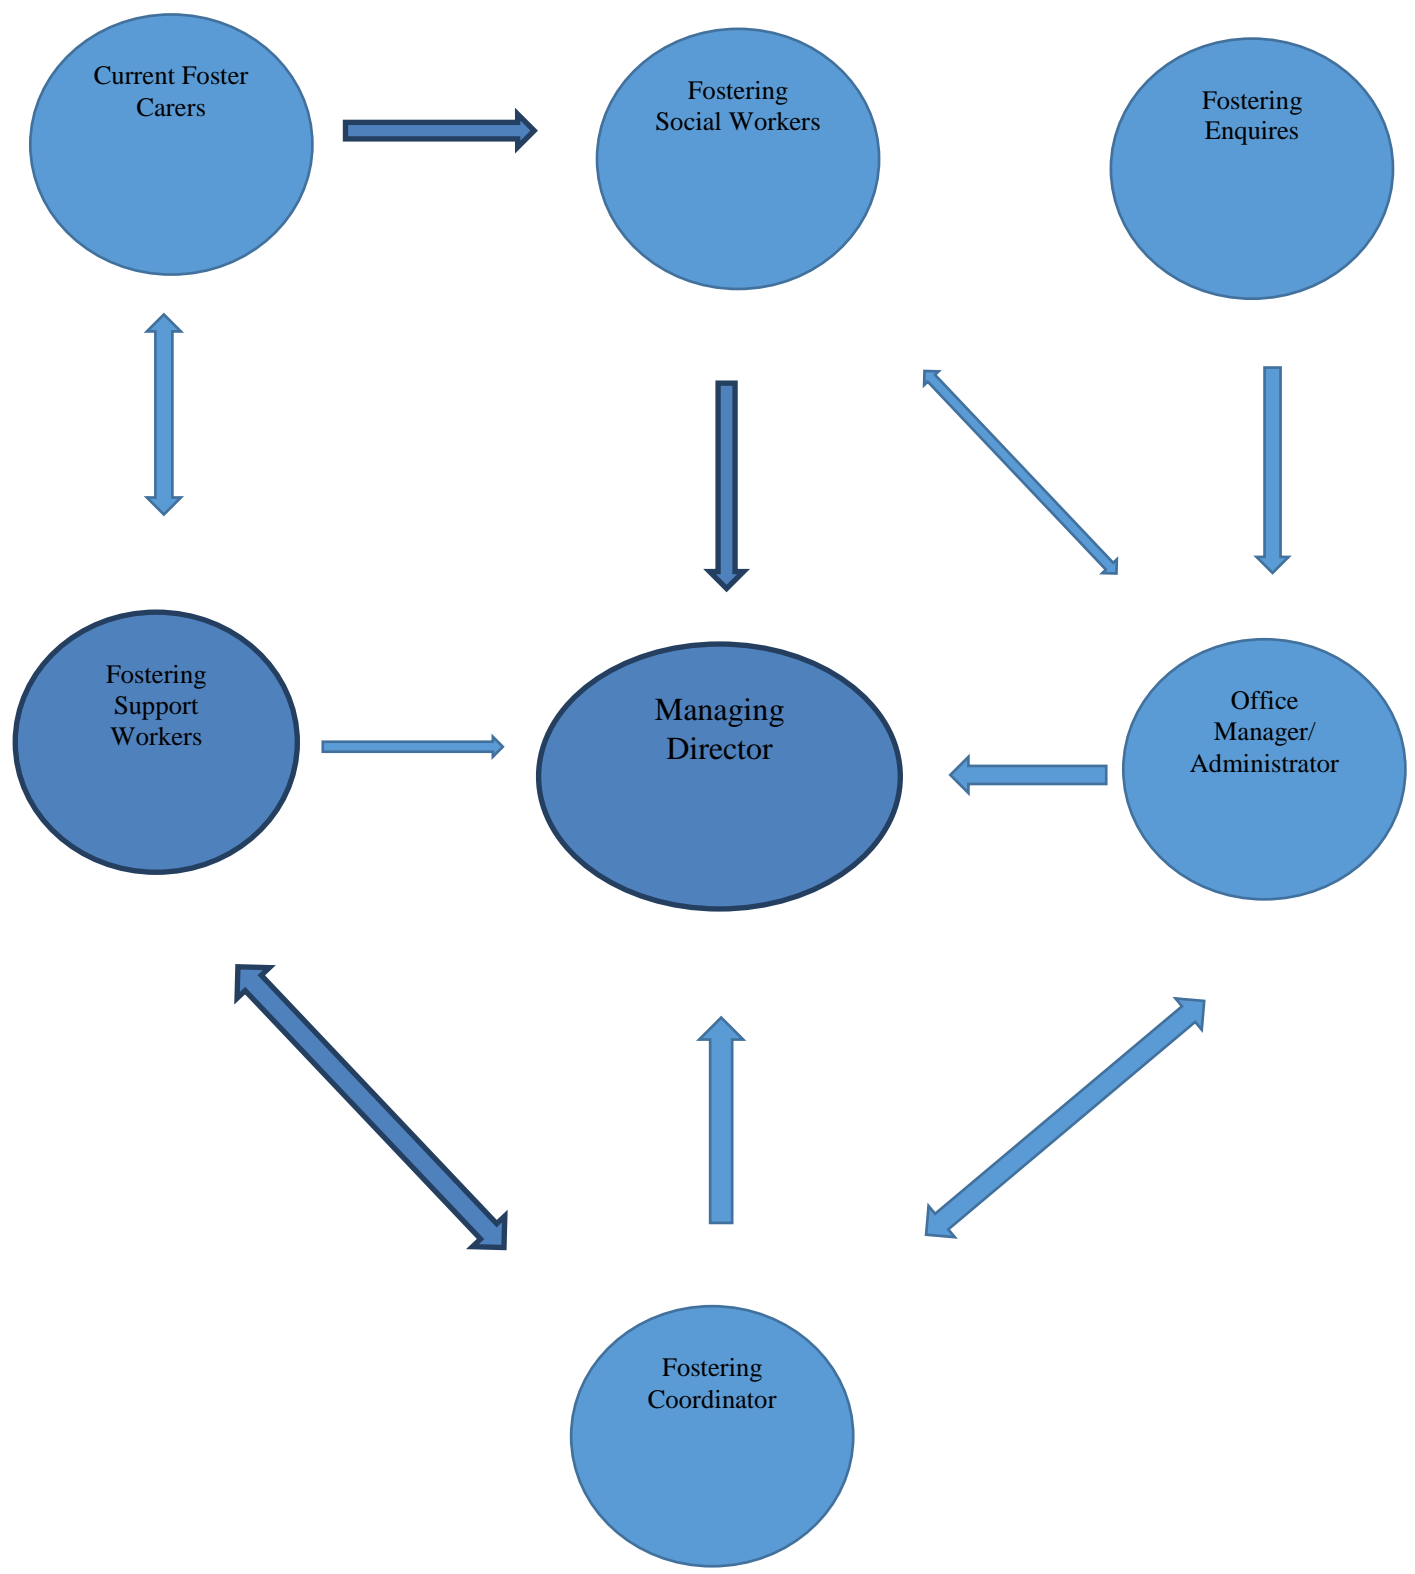 Current Foster
Carers
Fostering
Social Workers
Fostering
Enquires
Fostering
Support
Workers
Managing
Director
Office
Manager/
Administrator
Fostering
Coordinator